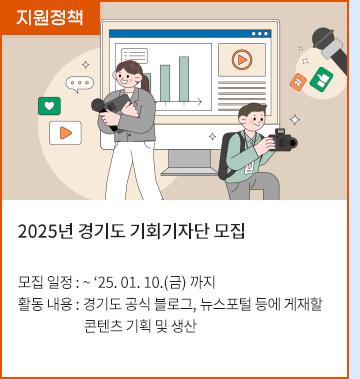 지원정책
2025년 경기도 기회기자단 모집
모집 일정 : ~ ‘25. 01. 10.(금) 까지
활동 내용 : 경기도 공식 블로그, 뉴스포털 등에 게재할
콘텐츠 기획 및 생산